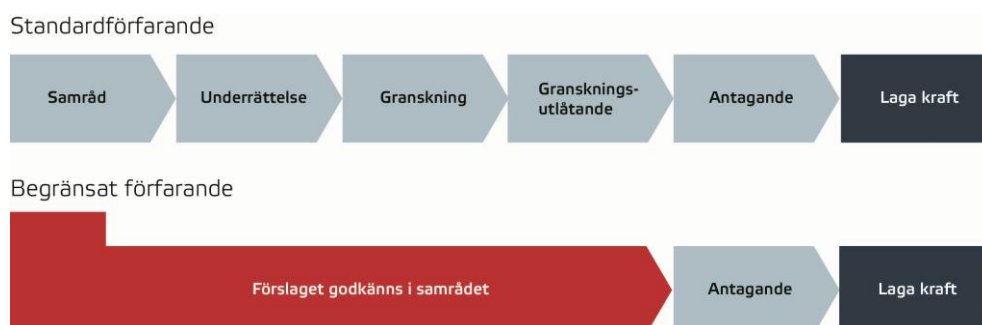 Standardförfarande
Samråd
Underrättelse
Granskning
Gransknings-
utlåtande
Antagande
Laga kraft
Begränsat förfarande
Förslaget godkänns i samrådet
Antagande
Laga kraft